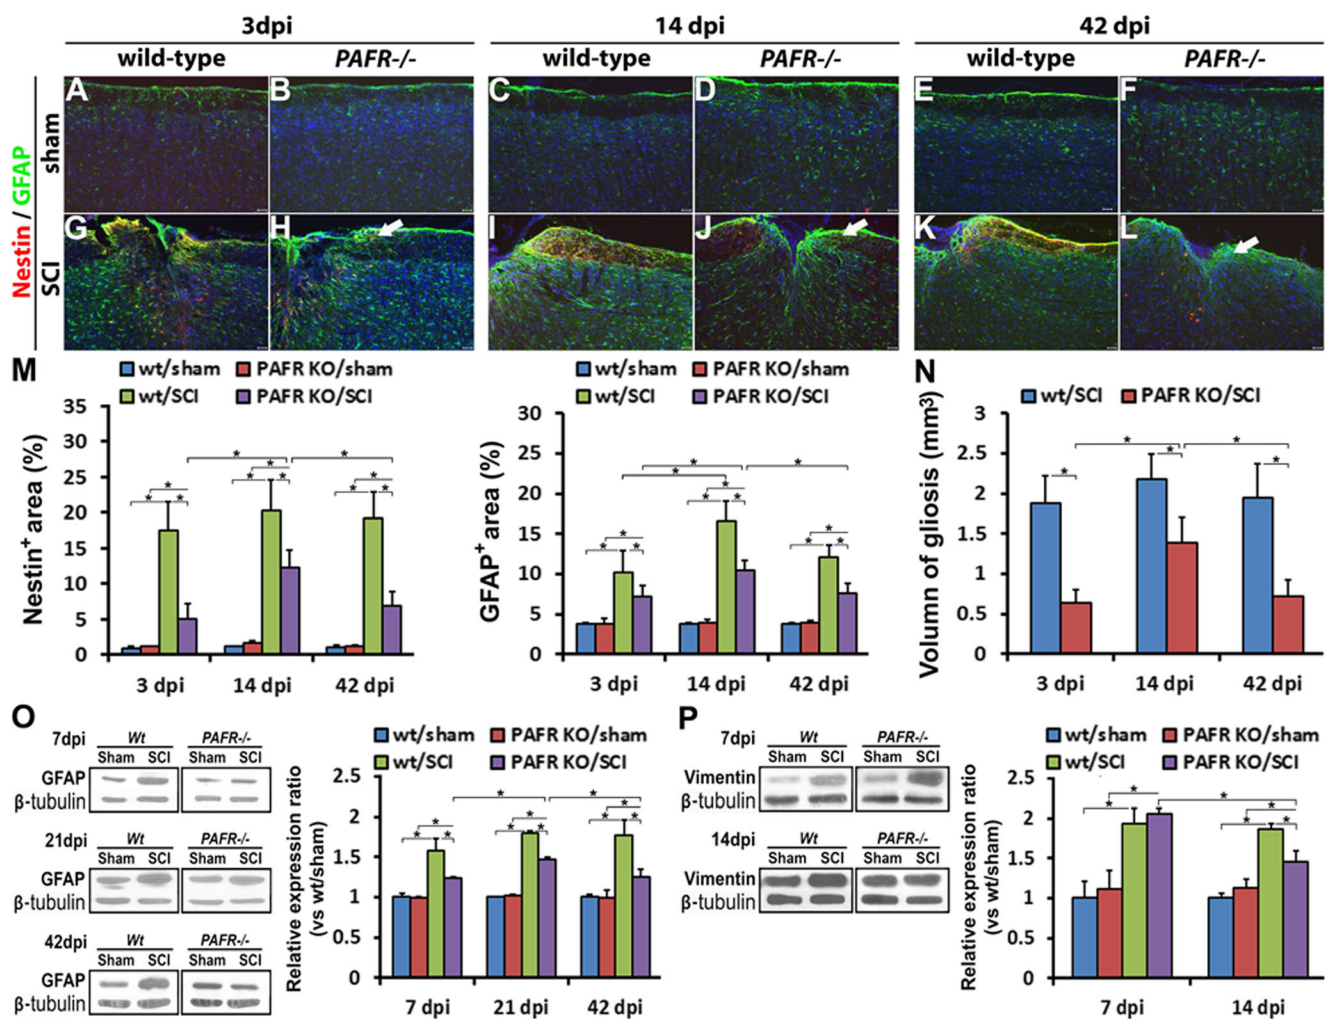 3dpi 14 dpi 42 dpi
wild-type PAFR-/- wild-type PAFR-/- wild-type PAFR-/-
Nestin / GFAP
sham
A B C D E F
SCI
G H I J K L
M
wt/sham PAFR KO/sham
wt/SCI PAFR KO/SCI
Nestin+ area (%)
35
30
25
20
15
10
5
0
* * * * * * * * * * *
3 dpi 14 dpi 42 dpi
wt/sham PAFR KO/sham
wt/SCI PAFR KO/SCI
GFAP+ area (%)
30
25
20
15
10
5
0
* * * * * * * * * * * *
3 dpi 14 dpi 42 dpi
N
wt/SCI PAFR KO/SCI
Volumn of gliosis (mm³)
3
2.5
2
1.5
1
0.5
0
* * * * *
3 dpi 14 dpi 42 dpi
O
7dpi Wt PAFR-/-
Sham SCI Sham SCI
GFAP
β-tubulin
21dpi Wt PAFR-/-
Sham SCI Sham SCI
GFAP
β-tubulin
42dpi Wt PAFR-/-
Sham SCI Sham SCI
GFAP
β-tubulin
wt/sham PAFR KO/sham
wt/SCI PAFR KO/SCI
Relative expression ratio
(vs wt/sham)
2.5
2
1.5
1
0.5
0
* * * * * * * * * * *
7 dpi 21 dpi 42 dpi
P
7dpi Wt PAFR-/-
Sham SCI Sham SCI
Vimentin
β-tubulin
14dpi Wt PAFR-/-
Sham SCI Sham SCI
Vimentin
β-tubulin
wt/sham PAFR KO/sham
wt/SCI PAFR KO/SCI
Relative expression ratio
(vs wt/sham)
2.5
2
1.5
1
0.5
0
* * * * * *
7 dpi 14 dpi